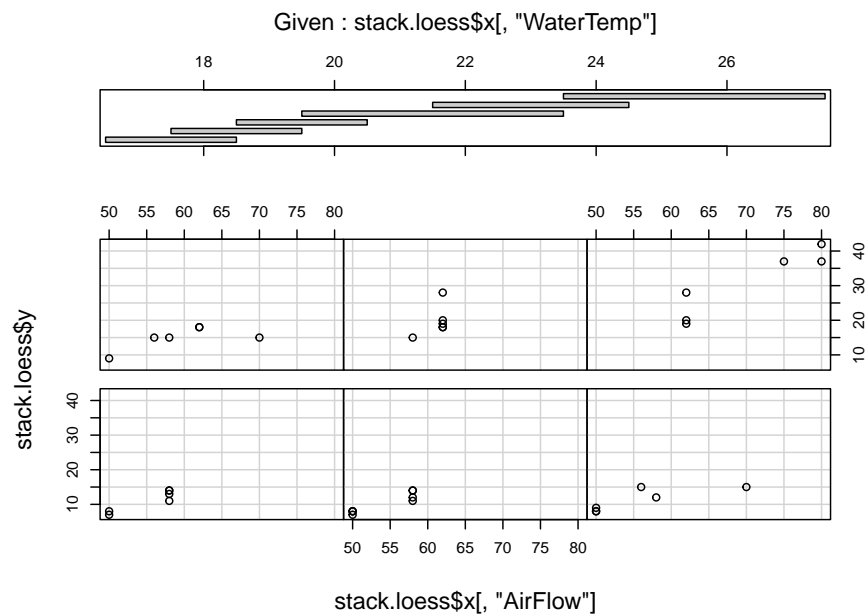 Given : stack.loess$x[, "WaterTemp"]
18 20 22 24 26
50 55 60 65 70 75 80 50 55 60 65 70 75 80
10 20 30 40
stack.loess$y
10 20 30 40
50 55 60 65 70 75 80
stack.loess$x[, "AirFlow"]